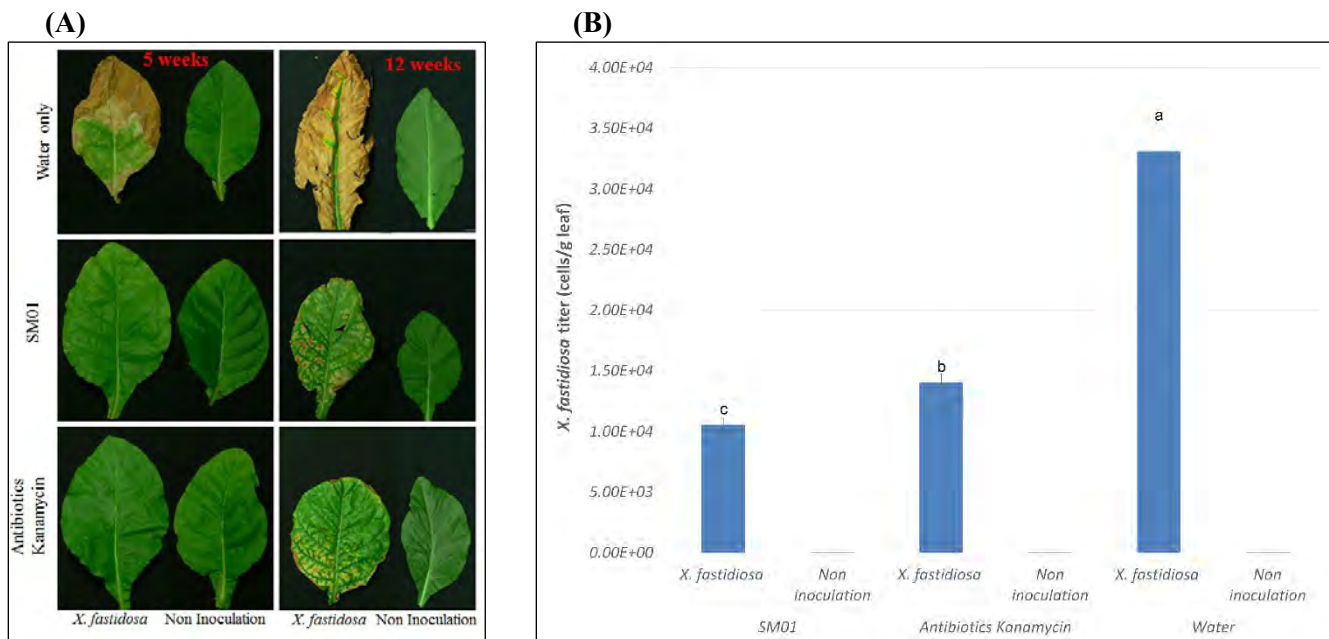 (A)
(B)
5 weeks
12 weeks
Water only
SM01
Antibiotics
Kanamycin
X. fastidosa Non Inoculation X. fastidosa Non Inoculation
X. fastidiosa titer (cells/g leaf)
4.00E+04
3.50E+04
3.00E+04
2.50E+04
2.00E+04
1.50E+04
1.00E+04
5.00E+03
0.00E+00
c
b
a
X. fastidiosa Non X. fastidiosa Non X. fastidiosa Non
inoculation inoculation inoculation
SM01 Antibiotics Kanamycin Water